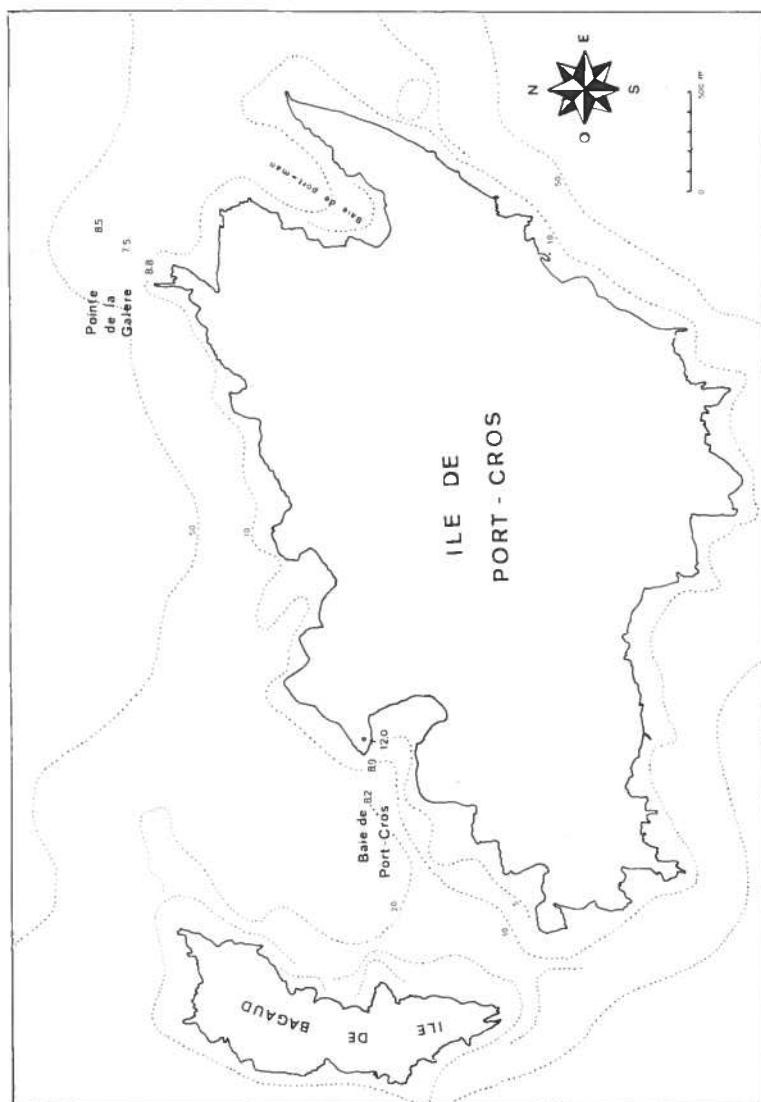 8.5
7.5
8.8
Pointe
de la
Galère
N
E
S
O
0 500 m
Baie de Port-man
50
10
50
10
ILE DE
PORT - CROS
12.0
8.9
8.2
Baie de
Port-Cros
20
10
5
ILE
DE
BAGAUD